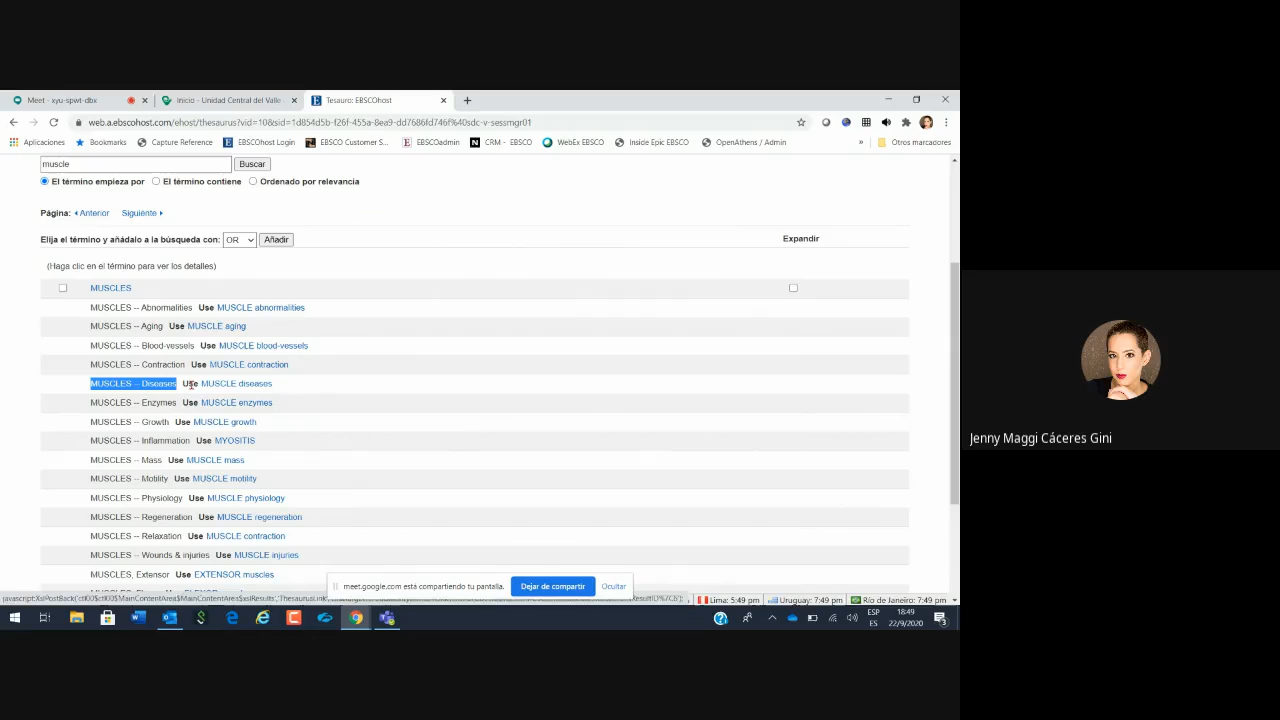 Meet - xyu-spwt-dbx
Inicio - Unidad Central del Valle
Tesauro: EBSCOhost
web.a.ebscohost.com/ehost/thesaurus?vid=10&sid=1d854d5b-f26f-455a-8ea9-dd7686fd746f%40sdc-v-sessmgr01
Aplicaciones Bookmarks Capture Reference EBSCOhost Login EBSCO Customer S... EBSCOadmin CRM - EBSCO WebEx EBSCO Inside Epic EBSCO OpenAthens / Admin » Otros marcadores
muscle Buscar
El término empieza por El término contiene Ordenado por relevancia
Página: Anterior Siguiente
Elija el término y añádalo a la búsqueda con: OR Añadir Expandir
(Haga clic en el término para ver los detalles)
MUSCLES
MUSCLES -- Abnormalities Use MUSCLE abnormalities
MUSCLES -- Aging Use MUSCLE aging
MUSCLES -- Blood-vessels Use MUSCLE blood-vessels
MUSCLES -- Contraction Use MUSCLE contraction
MUSCLES -- Diseases Use MUSCLE diseases
MUSCLES -- Enzymes Use MUSCLE enzymes
MUSCLES -- Growth Use MUSCLE growth
MUSCLES -- Inflammation Use MYOSITIS
MUSCLES -- Mass Use MUSCLE mass
MUSCLES -- Motility Use MUSCLE motility
MUSCLES -- Physiology Use MUSCLE physiology
MUSCLES -- Regeneration Use MUSCLE regeneration
MUSCLES -- Relaxation Use MUSCLE contraction
MUSCLES -- Wounds & injuries Use MUSCLE injuries
MUSCLES, Extensor Use EXTENSOR muscles
meet.google.com está compartiendo tu pantalla. Dejar de compartir Ocultar
Lima: 5:49 pm Uruguay: 7:49 pm Río de Janeiro: 7:49 pm
ESP 18:49
ES 22/9/2020 3
Jenny Maggi Cáceres Gini